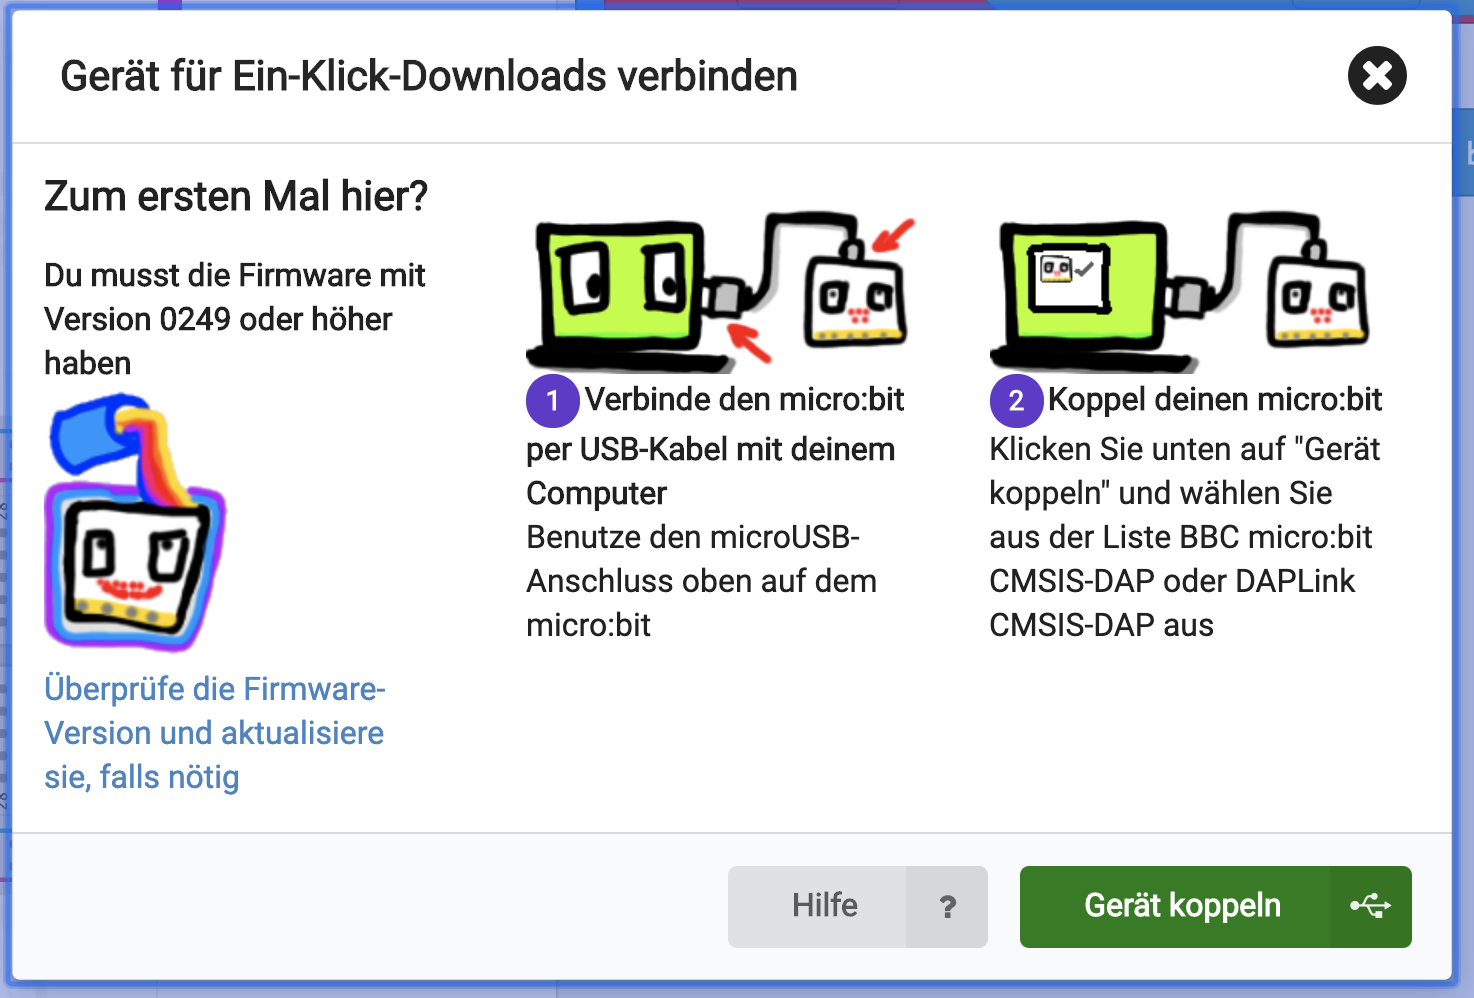 Gerät für Ein-Klick-Downloads verbinden
Zum ersten Mal hier?
Du musst die Firmware mit
Version 0249 oder höher
haben
Überprüfe die Firmware-
Version und aktualisiere
sie, falls nötig
1 Verbinde den micro:bit
per USB-Kabel mit deinem
Computer
Benutze den microUSB-
Anschluss oben auf dem
micro:bit
2 Koppel deinen micro:bit
Klicken Sie unten auf "Gerät
koppeln" und wählen Sie
aus der Liste BBC micro:bit
CMSIS-DAP oder DAPLink
CMSIS-DAP aus
Hilfe ?
Gerät koppeln